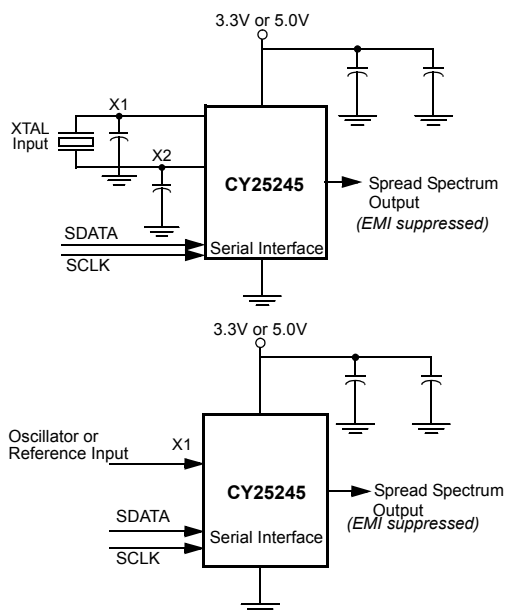 3.3V or 5.0V
X1
XTAL
Input
X2
CY25245
Spread Spectrum
Output
(EMI suppressed)
SDATA
Serial Interface
SCLK
3.3V or 5.0V
Oscillator or
Reference Input
X1
CY25245
Spread Spectrum
Output
(EMI suppressed)
SDATA
Serial Interface
SCLK